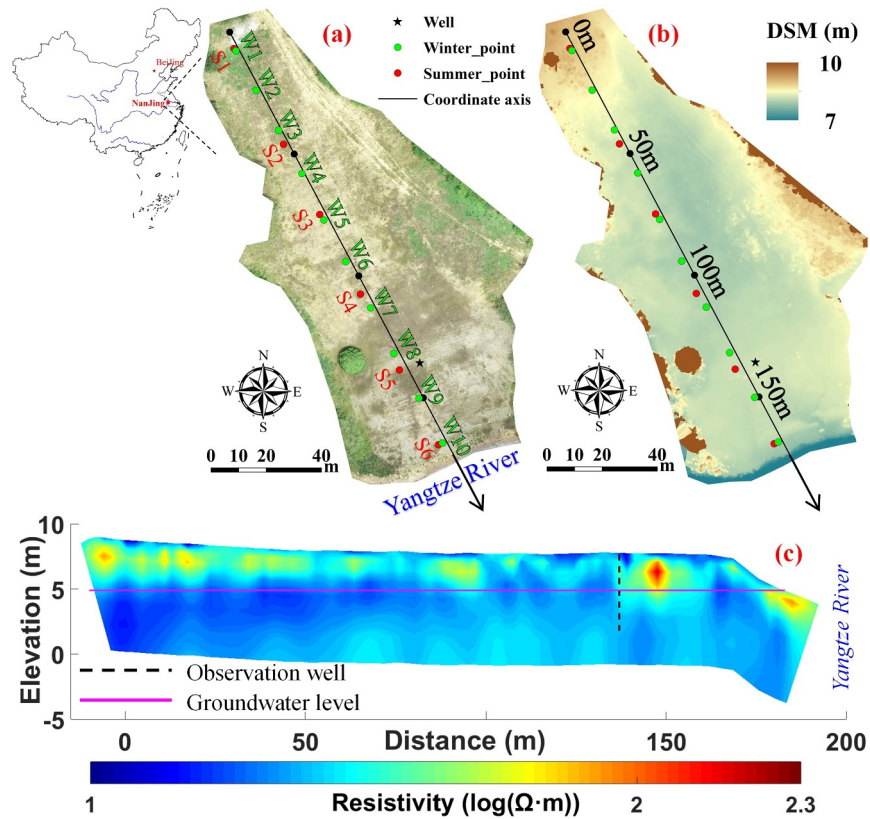 BeiJing
NanJing
(a)
Well
Winter_point
Summer_point
Coordinate axis
W1
S1
W2
W3
S2
W4
W5
S3
W6
S4
W7
W8
S5
W9
W10
S6
N
W E
S
0 20 40 m
Yangtze River
(b)
DSM (m)
10
7
0m
50m
100m
150m
N
W E
S
0 20 40 m
(c)
Elevation (m)
10
5
0
-5
Yangtze River
Observation well
Groundwater level
0 50 150 200
Distance (m)
1 2 2.3
Resistivity (log(Ω·m))